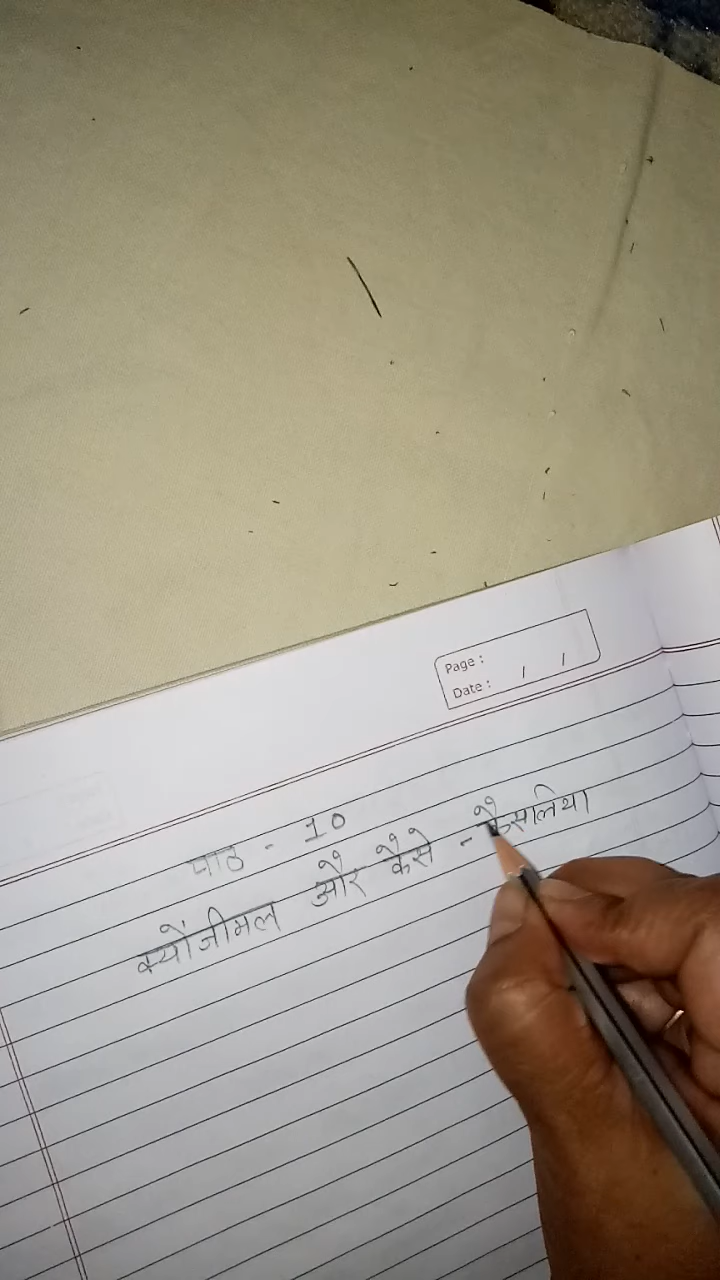 Page :
Date : / /
पाठ - 10
क्योंजीमल और कैसे - कैसलिया